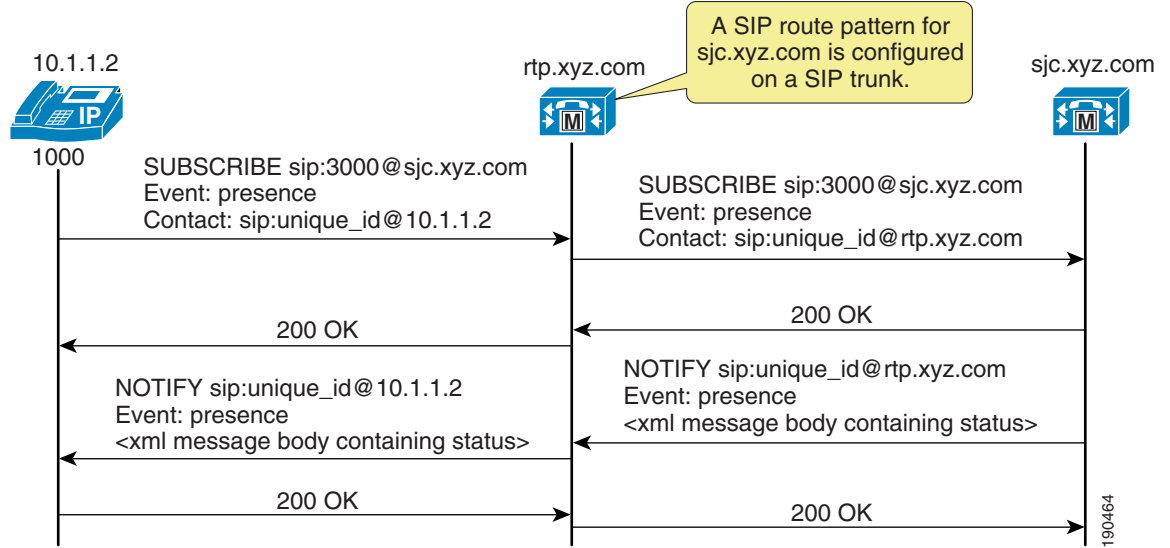 A SIP route pattern for
sjc.xyz.com is configured
on a SIP trunk.
10.1.1.2
rtp.xyz.com
sjc.xyz.com
IP
M
M
1000
SUBSCRIBE sip:3000@sjc.xyz.com
Event: presence
Contact: sip:unique_id@10.1.1.2
SUBSCRIBE sip:3000@sjc.xyz.com
Event: presence
Contact: sip:unique_id@rtp.xyz.com
200 OK
200 OK
NOTIFY sip:unique_id@rtp.xyz.com
Event: presence
<xml message body containing status>
NOTIFY sip:unique_id@10.1.1.2
Event: presence
<xml message body containing status>
200 OK
200 OK
190464